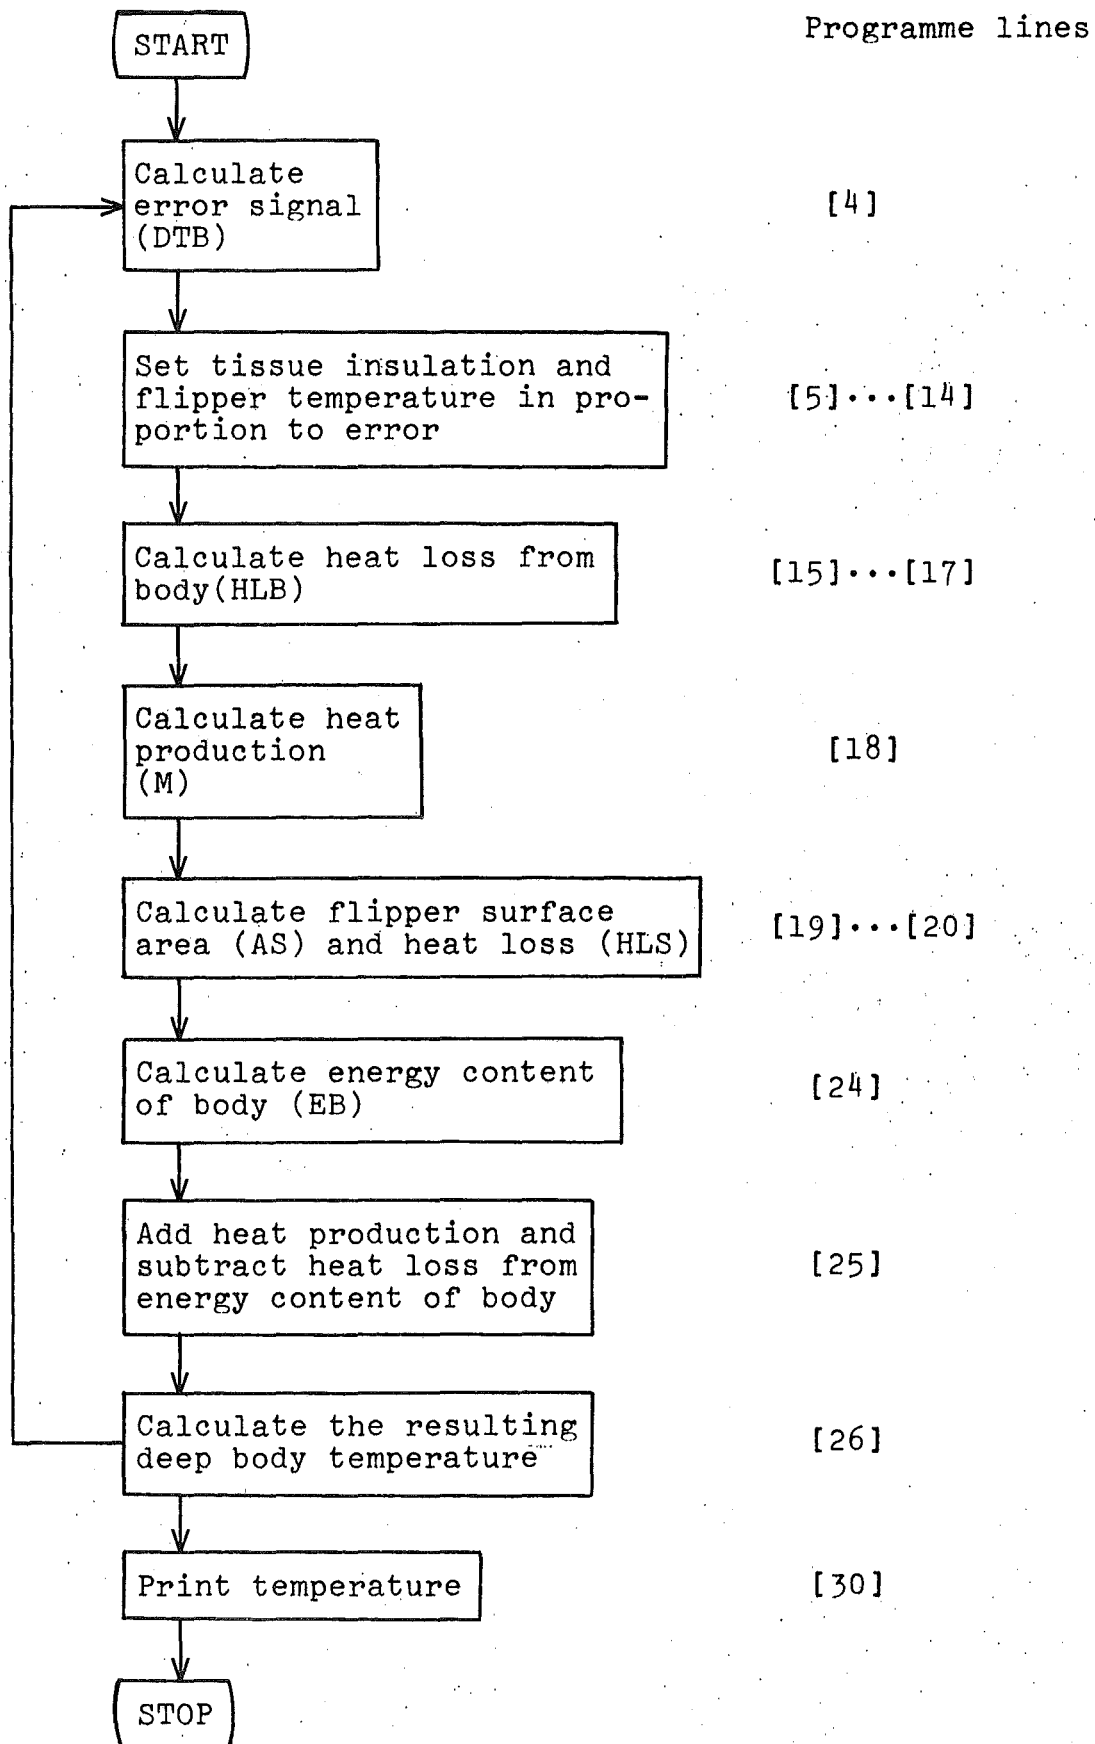 Programme lines
START
Calculate
error signal
(DTB)
[4]
Set tissue insulation and
flipper temperature in pro-
portion to error
[5]...[14]
Calculate heat loss from
body(HLB)
[15]...[17]
Calculate heat
production
(M)
[18]
Calculate flipper surface
area (AS) and heat loss (HLS)
[19]...[20]
Calculate energy content
of body (EB)
[24]
Add heat production and
subtract heat loss from
energy content of body
[25]
Calculate the resulting
deep body temperature
[26]
Print temperature
[30]
STOP